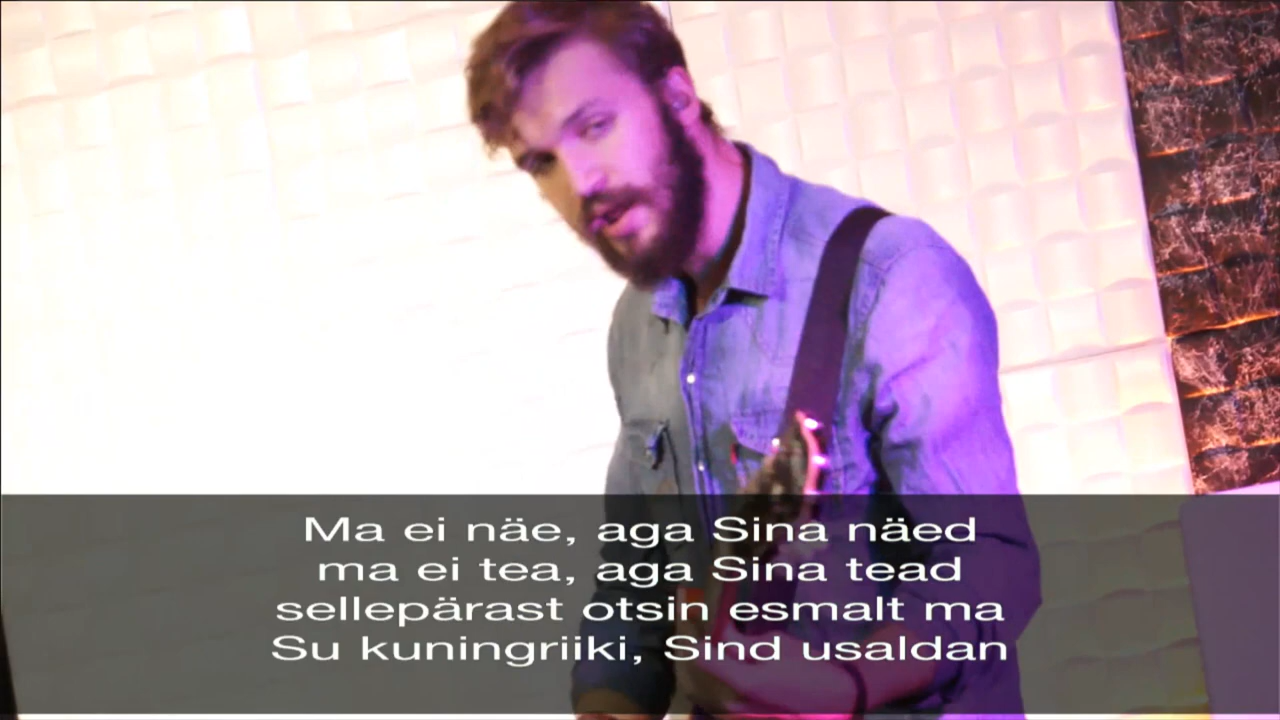 Ma ei näe, aga Sina näed
ma ei tea, aga Sina tead
sellepärast otsin esmalt ma
Su kuningriiki, Sind usaldan